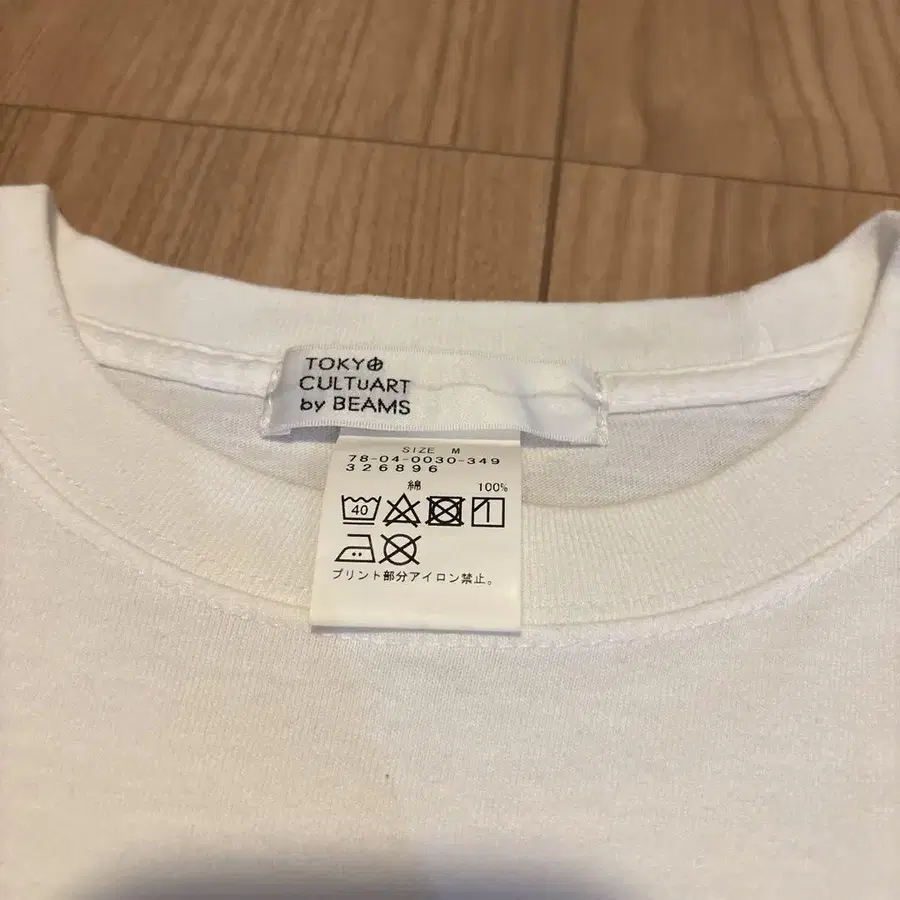 TOKYO
CULTuART
by BEAMS
SIZE M
78-04-0030-349
326896
綿 100%
40
プリント部分アイロン禁止。